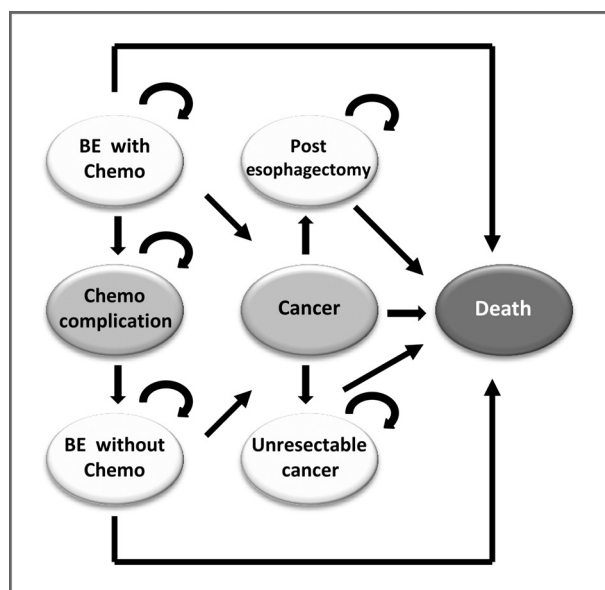 BE with
Chemo
Post
esophagectomy
Chemo
complication
Cancer
Death
BE without
Chemo
Unresectable
cancer